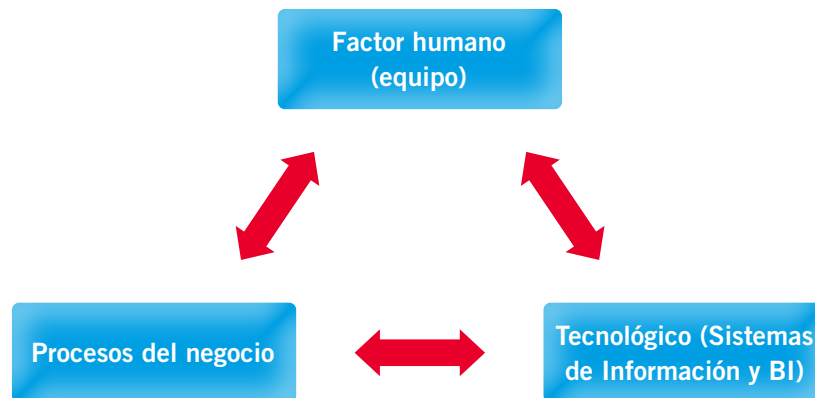 Factor humano
(equipo)
Procesos del negocio
Tecnológico (Sistemas
de Información y BI)